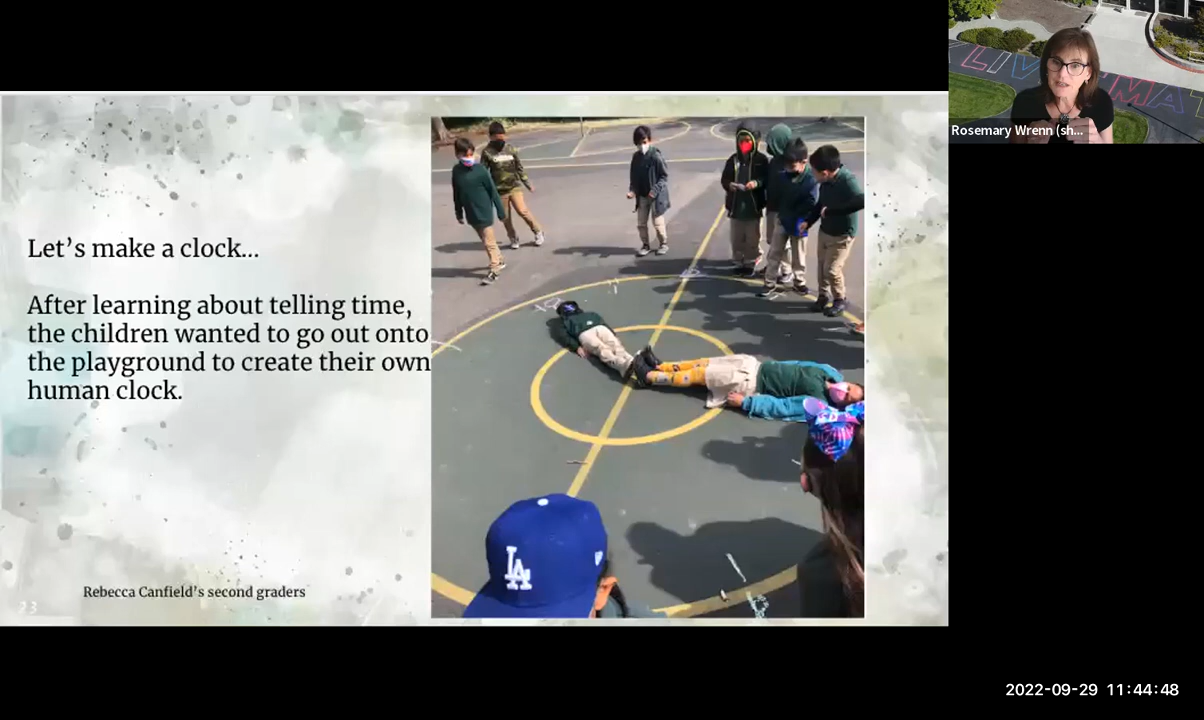 Let’s make a clock...
After learning about telling time,
the children wanted to go out onto
the playground to create their own
human clock.
Rebecca Canfield’s second graders
23
LA
Rosemary Wrenn (sh...
2022-09-29 11:44:48